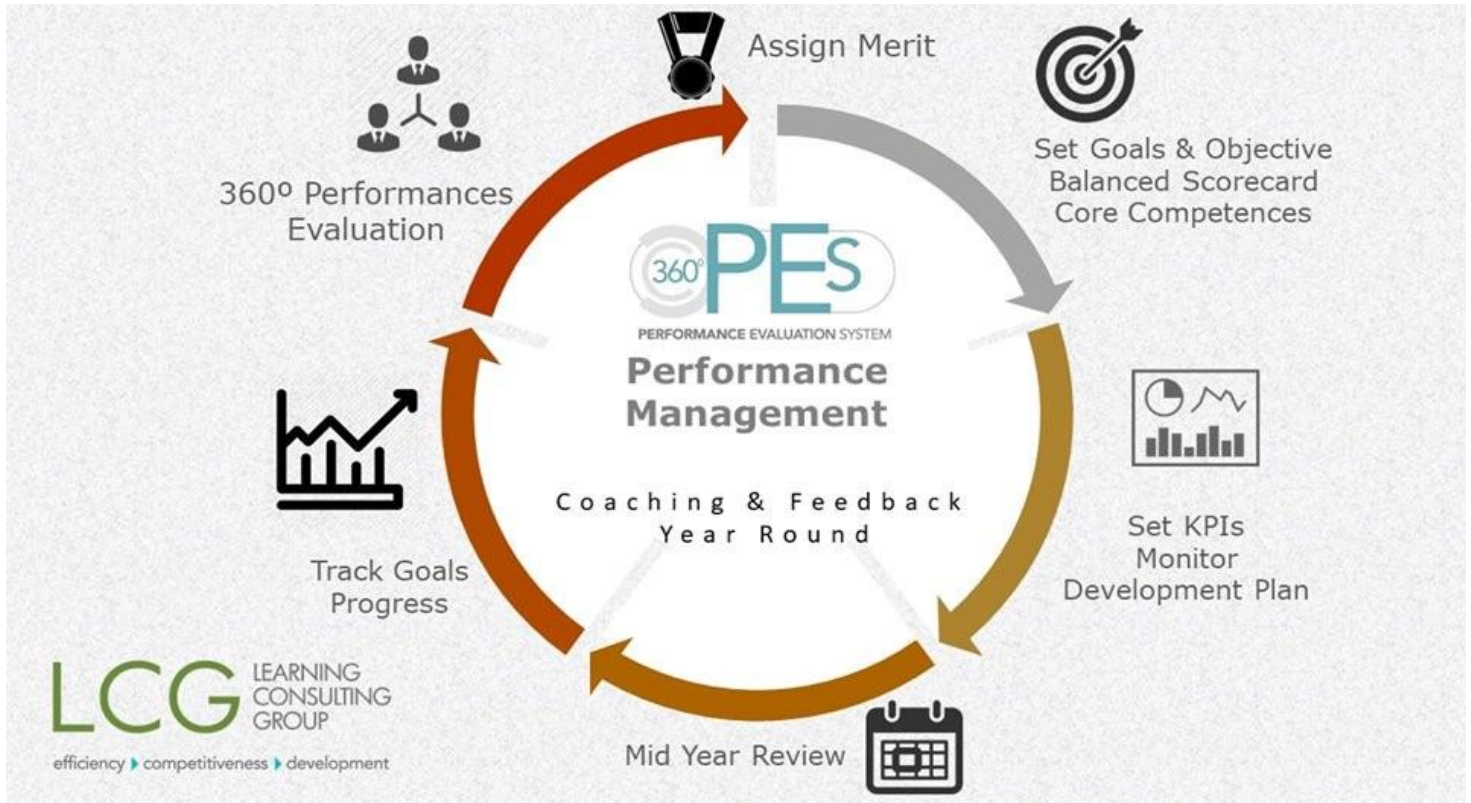 Assign Merit
Set Goals & Objective
Balanced Scorecard
Core Competences
360º Performances
Evaluation
360° PES
PERFORMANCE EVALUATION SYSTEM
Performance
Management
Coaching & Feedback
Year Round
Set KPIs
Monitor
Development Plan
Track Goals
Progress
Mid Year Review
LCG
LEARNING
CONSULTING
GROUP
efficiency competitiveness development